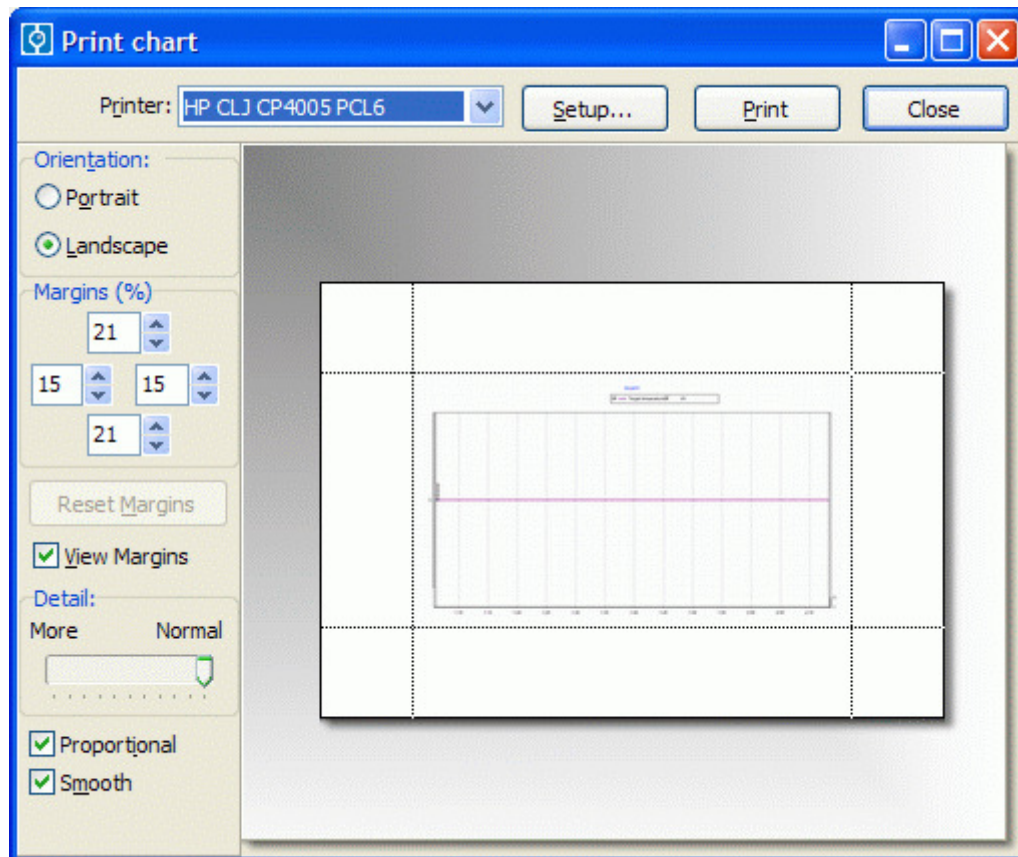 Print chart
Printer: HP CLJ CP4005 PCL6 Setup... Print Close
Orientation:
Portrait
Landscape
Margins (%)
21
15 15
21
Reset Margins
View Margins
Detail:
More Normal
Proportional
Smooth